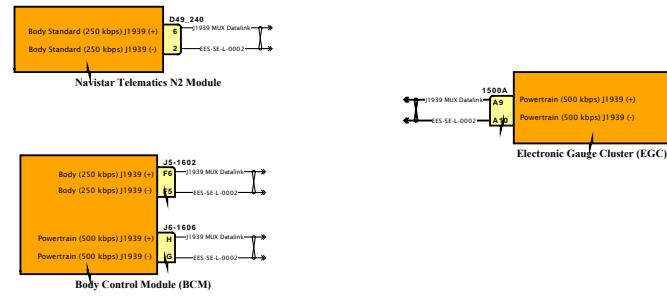 D49_240
Body Standard (250 kbps) J1939 (+)
6
J1939 MUX Datalink
Body Standard (250 kbps) J1939 (-)
2
EES-SE-L-0002
Navistar Telematics N2 Module
1500A
J1939 MUX Datalink
A9
Powertrain (500 kbps) J1939 (+)
EES-SE-L-0002
A10
Powertrain (500 kbps) J1939 (-)
Electronic Gauge Cluster (EGC)
J5-1602
Body (250 kbps) J1939 (+)
F6
J1939 MUX Datalink
Body (250 kbps) J1939 (-)
F5
EES-SE-L-0002
J6-1606
Powertrain (500 kbps) J1939 (+)
H
J1939 MUX Datalink
Powertrain (500 kbps) J1939 (-)
G
EES-SE-L-0002
Body Control Module (BCM)